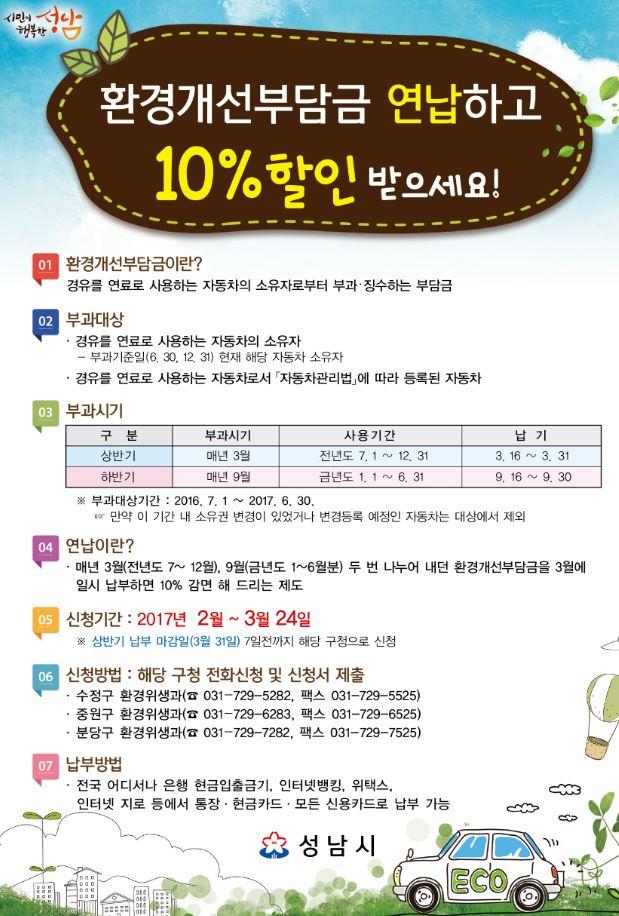 시민이
행복한 성남
환경개선부담금 연납하고
10%할인 받으세요!
01 환경개선부담금이란?
경유를 연료로 사용하는 자동차의 소유자로부터 부과·징수하는 부담금
02 부과대상
· 경유를 연료로 사용하는 자동차의 소유자
- 부과기준일(6. 30, 12. 31) 현재 해당 자동차 소유자
· 경유를 연료로 사용하는 자동차로서 「자동차관리법」에 따라 등록된 자동차
03 부과시기
구 분 부과시기 사용기간 납 기
상반기 매년 3월 전년도 7. 1 ~ 12. 31 3. 16 ~ 3. 31
하반기 매년 9월 금년도 1. 1 ~ 6. 31 9. 16 ~ 9. 30
※ 부과대상기간 : 2016. 7. 1 ~ 2017. 6. 30.
☞ 만약 이 기간 내 소유권 변경이 있었거나 변경등록 예정인 자동차는 대상에서 제외
04 연납이란?
· 매년 3월(전년도 7~ 12월), 9월(금년도 1~6월분) 두 번 나누어 내던 환경개선부담금을 3월에
일시 납부하면 10% 감면 해 드리는 제도
05 신청기간 : 2017년 2월 ~ 3월 24일
※ 상반기 납부 마감일(3월 31일) 7일전까지 해당 구청으로 신청
06 신청방법 : 해당 구청 전화신청 및 신청서 제출
· 수정구 환경위생과(☎ 031-729-5282, 팩스 031-729-5525)
· 중원구 환경위생과(☎ 031-729-6283, 팩스 031-729-6525)
· 분당구 환경위생과(☎ 031-729-7282, 팩스 031-729-7525)
07 납부방법
· 전국 어디서나 은행 현금입출금기, 인터넷뱅킹, 위택스,
인터넷 지로 등에서 통장·현금카드·모든 신용카드로 납부 가능
성남시
ECO